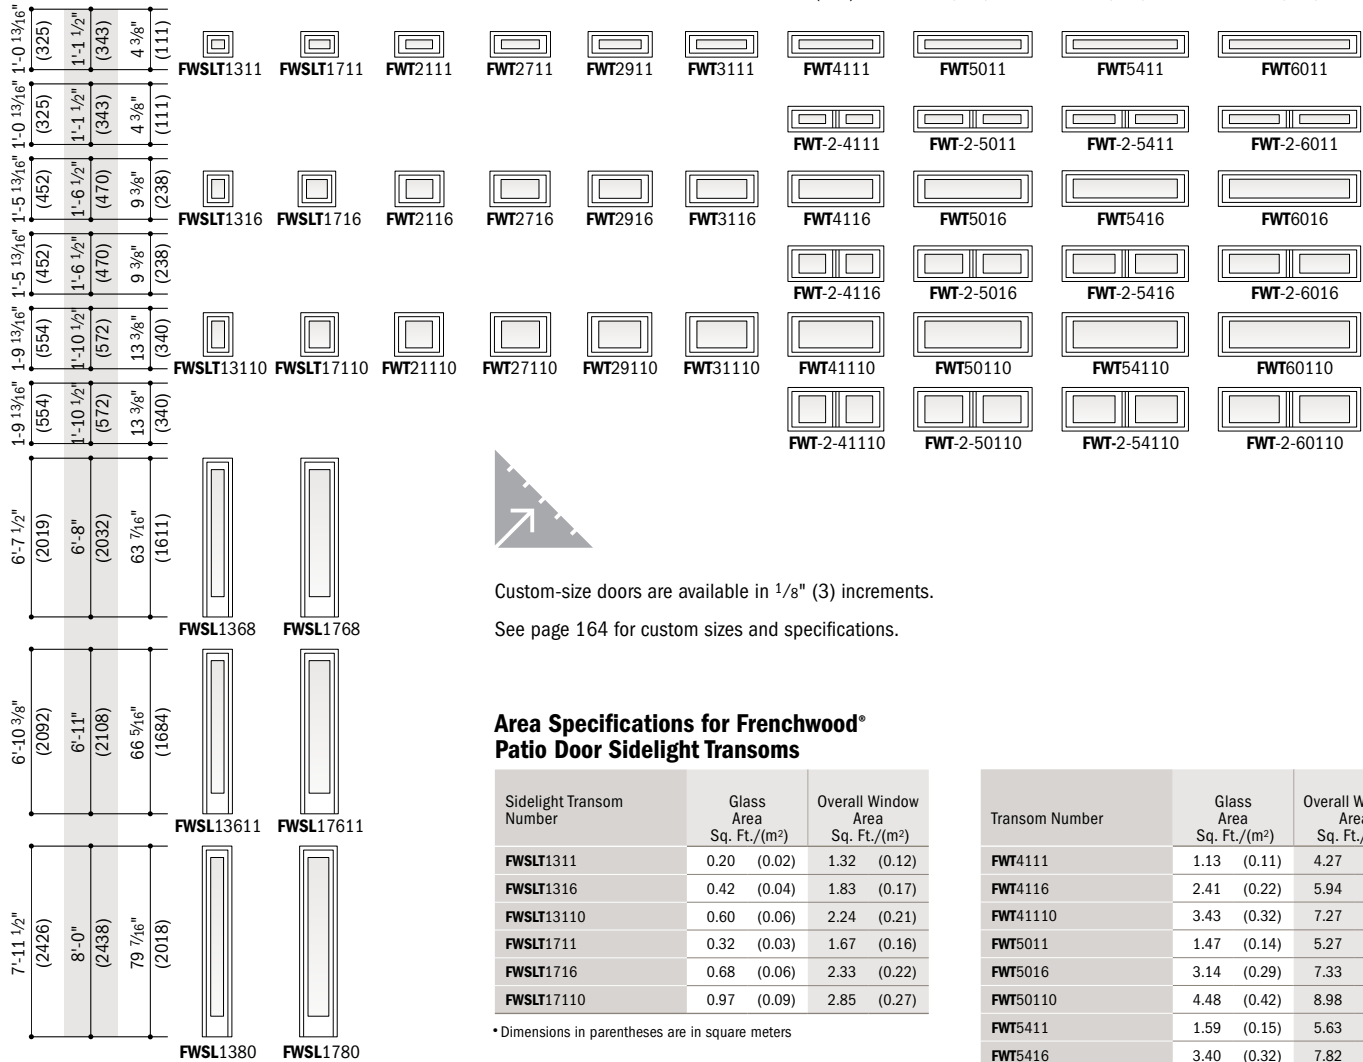 1'-0 13/16" (325) 1'-1 1/2" (343) 4 3/8" (111)
FWSLT1311 FWSLT1711 FWT2111 FWT2711 FWT2911 FWT3111 FWT4111 FWT5011 FWT5411 FWT6011
1'-0 13/16" (325) 1'-1 1/2" (343) 4 3/8" (111)
FWT-2-4111 FWT-2-5011 FWT-2-5411 FWT-2-6011
1'-5 13/16" (452) 1'-6 1/2" (470) 9 3/8" (238)
FWSLT1316 FWSLT1716 FWT2116 FWT2716 FWT2916 FWT3116 FWT4116 FWT5016 FWT5416 FWT6016
1'-5 13/16" (452) 1'-6 1/2" (470) 9 3/8" (238)
FWT-2-4116 FWT-2-5016 FWT-2-5416 FWT-2-6016
1-9 13/16" (554) 1'-10 1/2" (572) 13 3/8" (340)
FWSLT13110 FWSLT17110 FWT21110 FWT27110 FWT29110 FWT31110 FWT41110 FWT50110 FWT54110 FWT60110
1-9 13/16" (554) 1'-10 1/2" (572) 13 3/8" (340)
FWT-2-41110 FWT-2-50110 FWT-2-54110 FWT-2-60110
6'-7 1/2" (2019) 6'-8" (2032) 63 7/16" (1611)
FWSL1368 FWSL1768
6'-10 3/8" (2092) 6'-11" (2108) 66 5/16" (1684)
FWSL13611 FWSL17611
7'-11 1/2" (2426) 8'-0" (2438) 79 7/16" (2018)
FWSL1380 FWSL1780
Custom-size doors are available in 1/8" (3) increments.
See page 164 for custom sizes and specifications.
Area Specifications for Frenchwood®
Patio Door Sidelight Transoms
Sidelight Transom Number Glass Area Sq. Ft./(m²) Overall Window Area Sq. Ft./(m²)
FWSLT1311 0.20 (0.02) 1.32 (0.12)
FWSLT1316 0.42 (0.04) 1.83 (0.17)
FWSLT13110 0.60 (0.06) 2.24 (0.21)
FWSLT1711 0.32 (0.03) 1.67 (0.16)
FWSLT1716 0.68 (0.06) 2.33 (0.22)
FWSLT17110 0.97 (0.09) 2.85 (0.27)
• Dimensions in parentheses are in square meters
Transom Number Glass Area Sq. Ft./(m²) Overall W Area Sq. Ft./
FWT4111 1.13 (0.11) 4.27
FWT4116 2.41 (0.22) 5.94
FWT41110 3.43 (0.32) 7.27
FWT5011 1.47 (0.14) 5.27
FWT5016 3.14 (0.29) 7.33
FWT50110 4.48 (0.42) 8.98
FWT5411 1.59 (0.15) 5.63
FWT5416 3.40 (0.32) 7.82